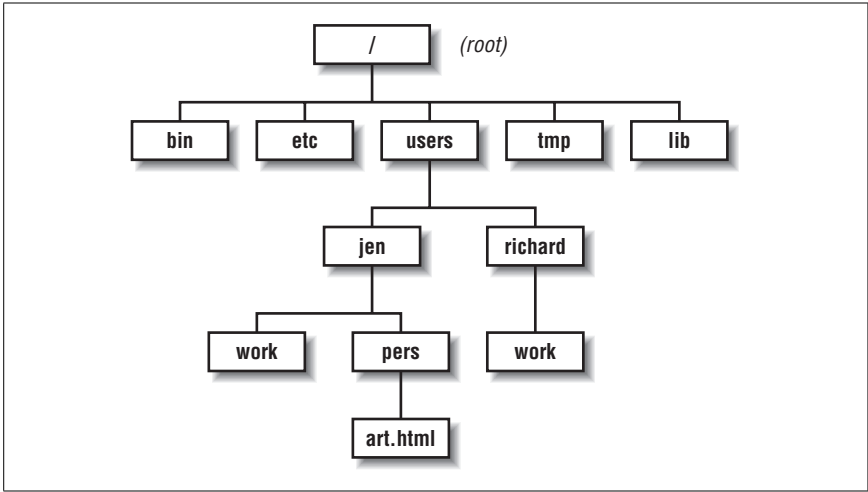 / (root)
bin etc users tmp lib
jen richard
work pers work
art.html